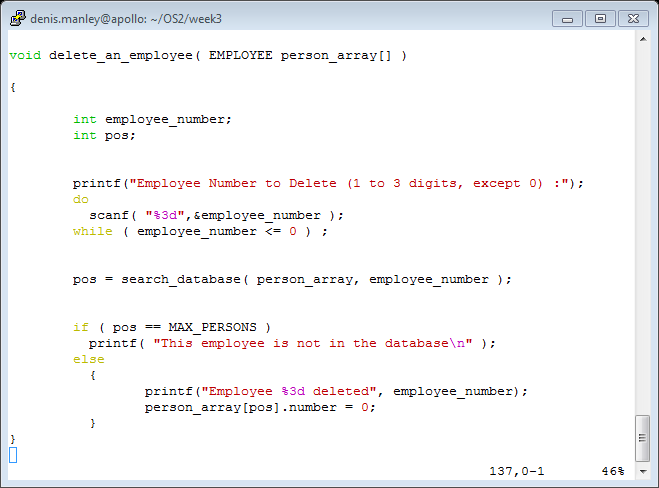 denis.manley@apollo: ~/OS2/week3
void delete_an_employee( EMPLOYEE person_array[] )
{
int employee_number;
int pos;
printf("Employee Number to Delete (1 to 3 digits, except 0) :");
do
scanf( "%3d",&employee_number );
while ( employee_number <= 0 ) ;
pos = search_database( person_array, employee_number );
if ( pos == MAX_PERSONS )
printf( "This employee is not in the database\n" );
else
{
printf("Employee %3d deleted", employee_number);
person_array[pos].number = 0;
}
}
137,0-1 46%